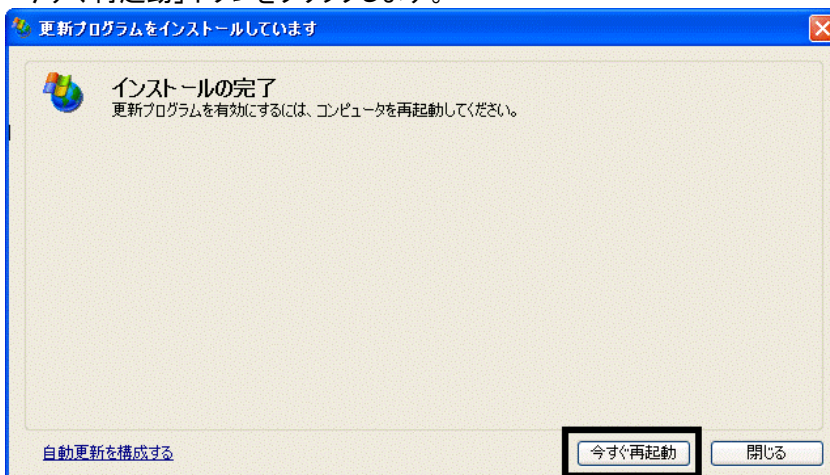 更新プログラムをインストールしています
インストールの完了
更新プログラムを有効にするには、コンピュータを再起動してください。
自動更新を構成する
今すぐ再起動
閉じる